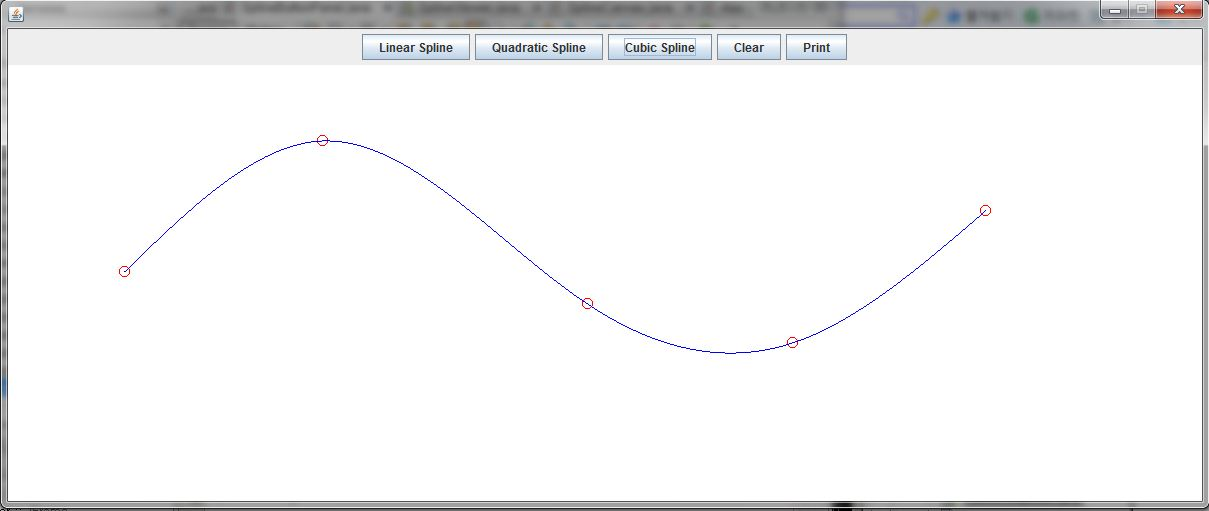 Linear Spline
Quadratic Spline
Cubic Spline
Clear
Print